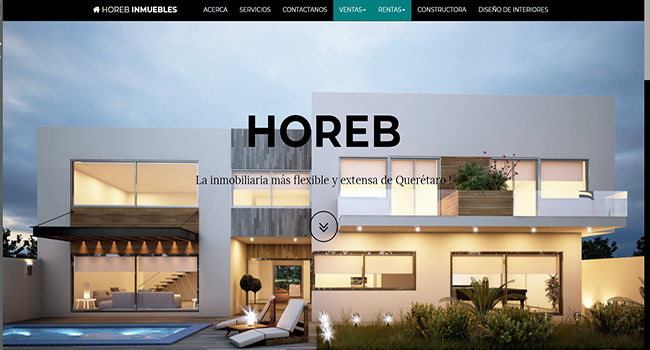 HOREB INMUEBLES ACERCA SERVICIOS CONTACTANOS VENTAS RENTAS CONSTRUCTORA DISEÑO DE INTERIORES
HOREB
La inmobiliaria más flexible y extensa de Querétaro !